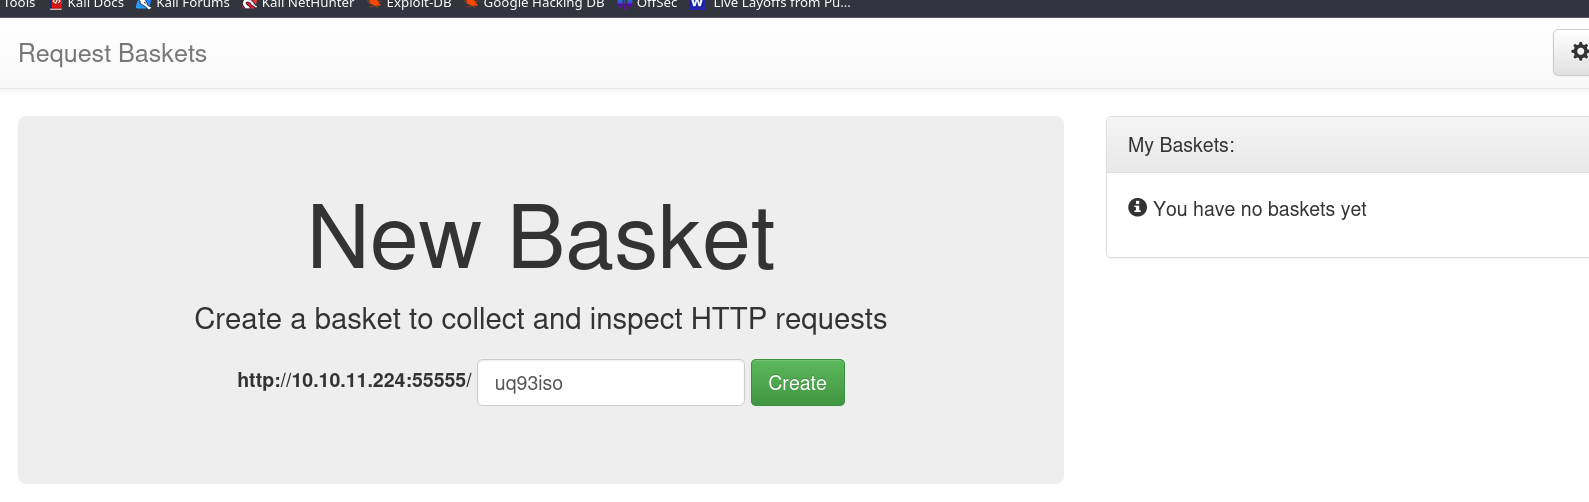 Tools Kali Docs Kali Forums Kali NetHunter Exploit-DB Google Hacking DB OffSec Live Layoffs from Pu...
Request Baskets
New Basket
Create a basket to collect and inspect HTTP requests
http://10.10.11.224:55555/ uq93iso Create
My Baskets:
You have no baskets yet